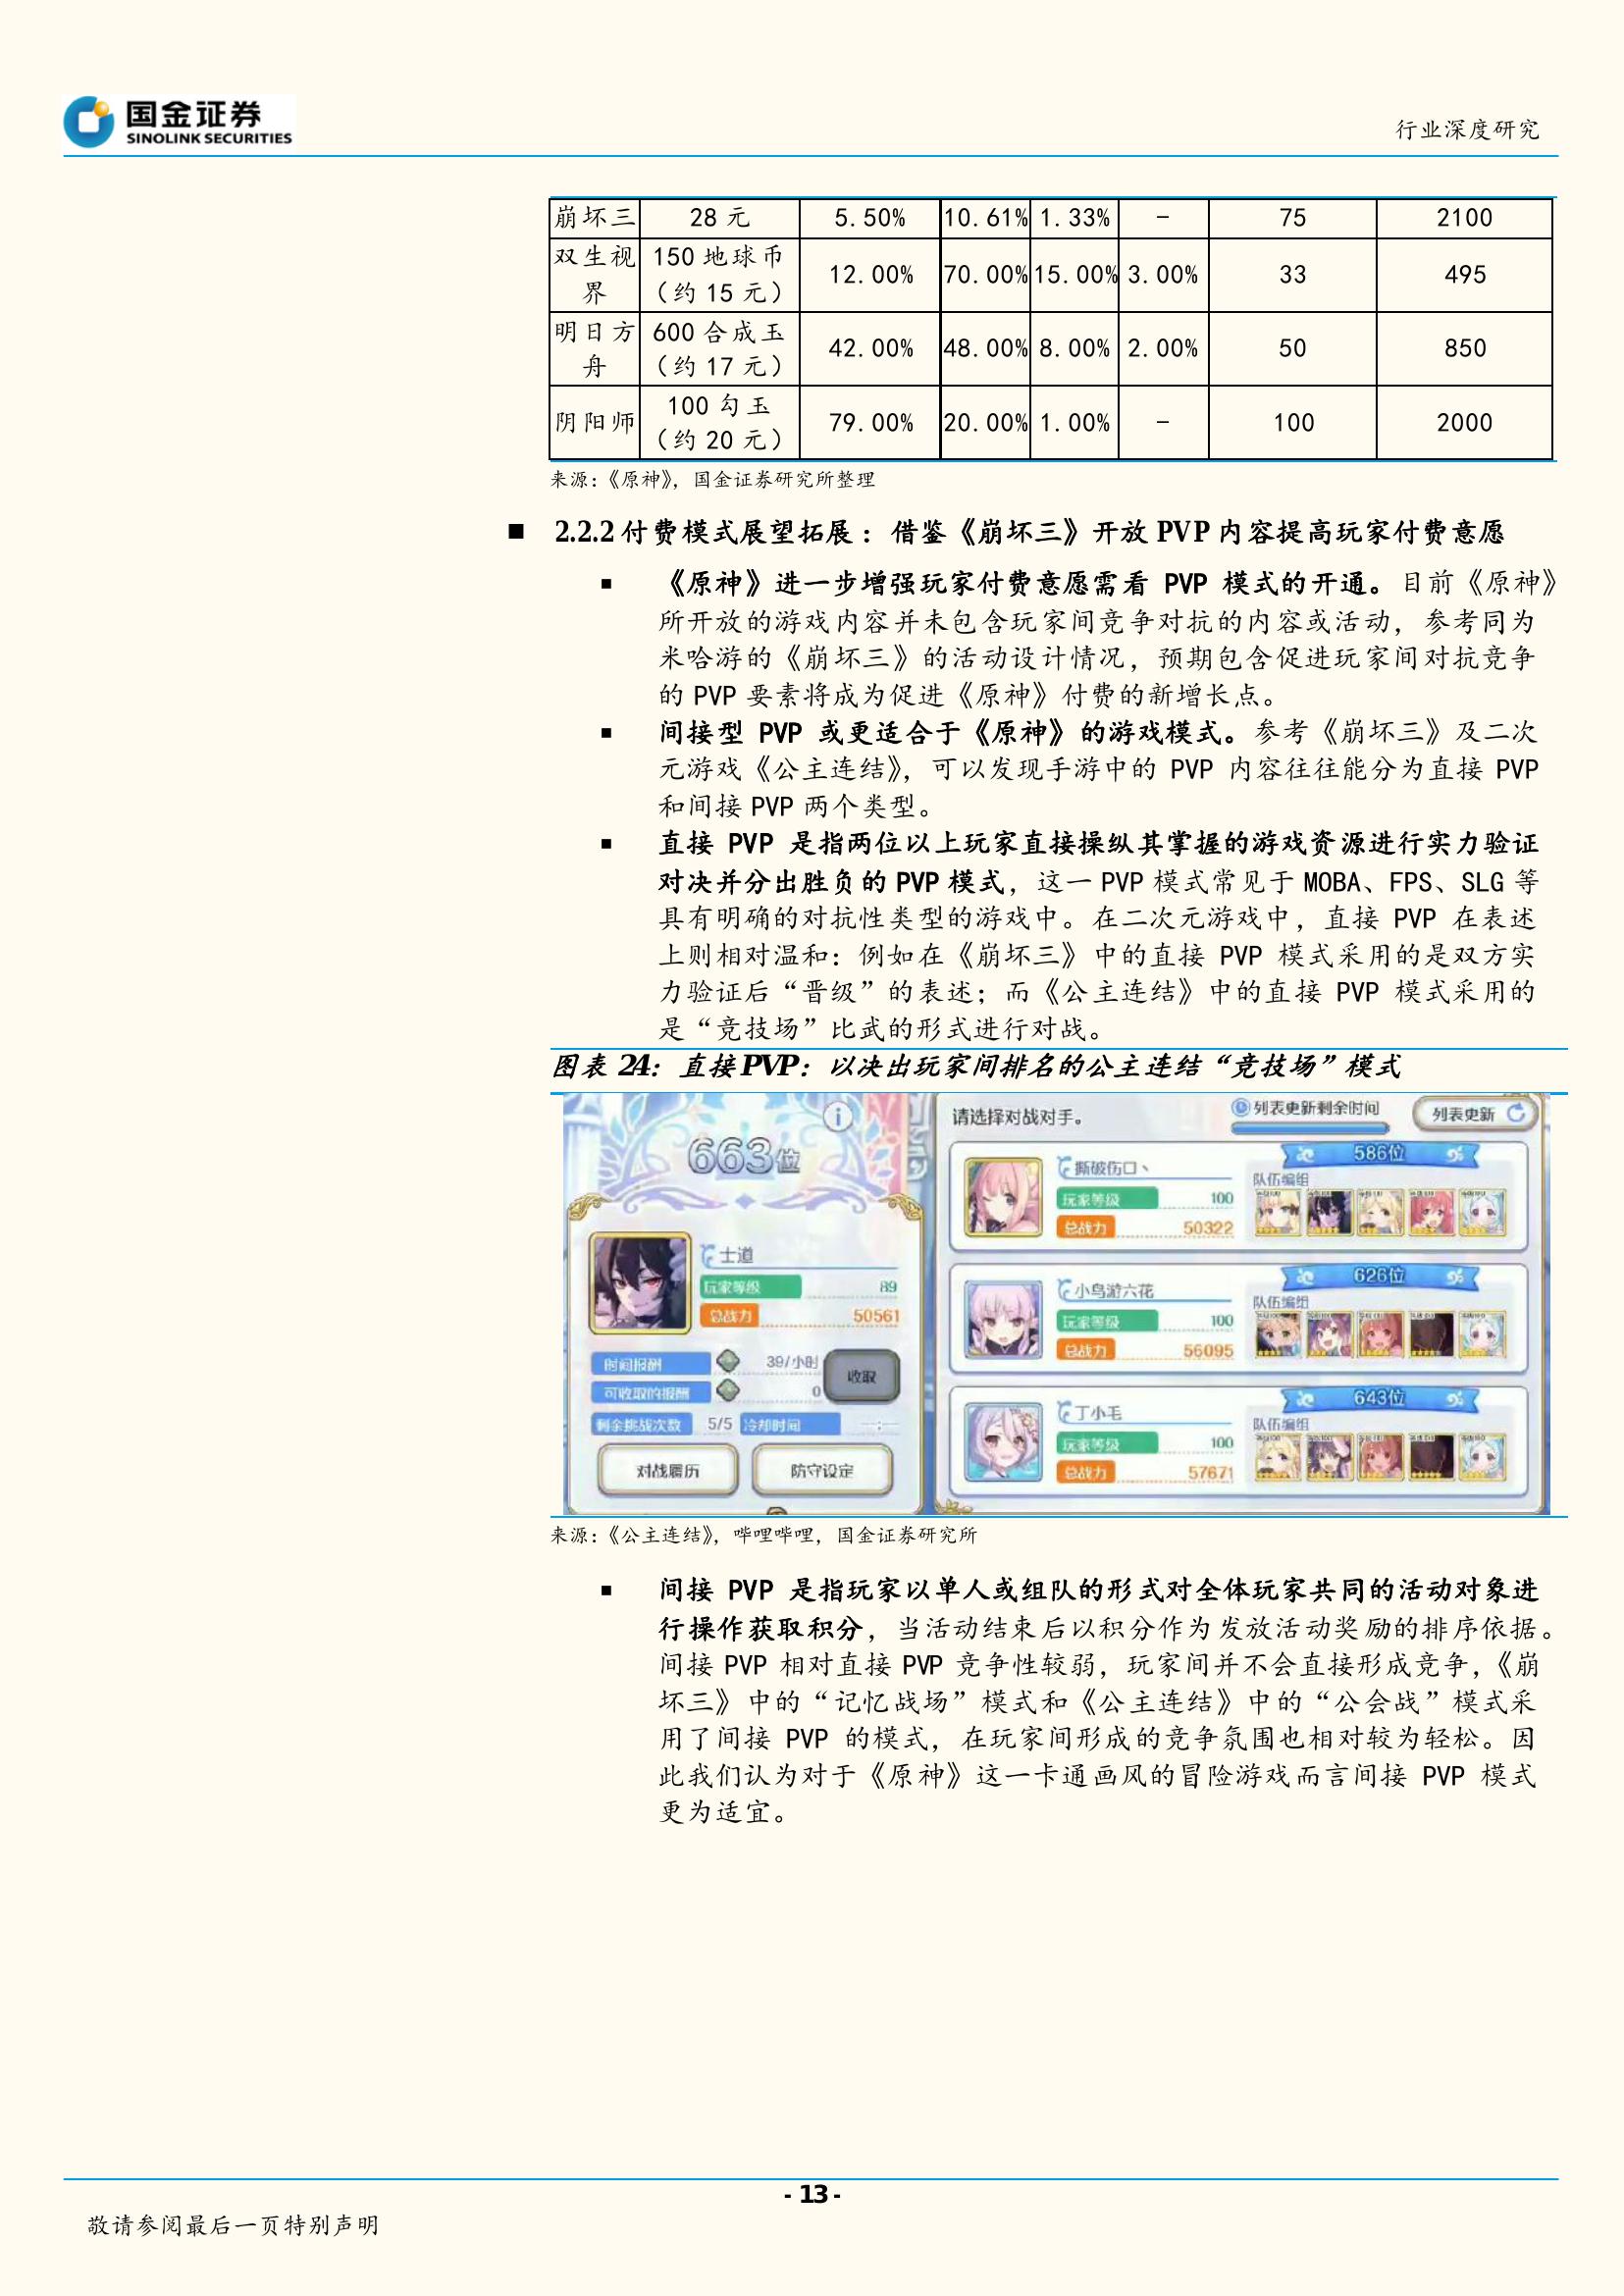 国金证券
SINOLINK SECURITIES
行业深度研究
崩坏三 28 元 5.50% 10.61% 1.33% - 75 2100
双生视界 150 地球币（约 15 元） 12.00% 70.00% 15.00% 3.00% 33 495
明日方舟 600 合成玉（约 17 元） 42.00% 48.00% 8.00% 2.00% 50 850
阴阳师 100 勾玉（约 20 元） 79.00% 20.00% 1.00% - 100 2000
来源：《原神》，国金证券研究所整理
■ 2.2.2 付费模式展望拓展：借鉴《崩坏三》开放 PVP 内容提高玩家付费意愿
▪ 《原神》进一步增强玩家付费意愿需看 PVP 模式的开通。目前《原神》
所开放的游戏内容并未包含玩家间竞争对抗的内容或活动，参考同为
米哈游的《崩坏三》的活动设计情况，预期包含促进玩家间对抗竞争
的 PVP 要素将成为促进《原神》付费的新增长点。
▪ 间接型 PVP 或更适合于《原神》的游戏模式。参考《崩坏三》及二次
元游戏《公主连结》，可以发现手游中的 PVP 内容往往能分为直接 PVP
和间接 PVP 两个类型。
▪ 直接 PVP 是指两位以上玩家直接操纵其掌握的游戏资源进行实力验证
对决并分出胜负的 PVP 模式，这一 PVP 模式常见于 MOBA、FPS、SLG 等
具有明确的对抗性类型的游戏中。在二次元游戏中，直接 PVP 在表述
上则相对温和：例如在《崩坏三》中的直接 PVP 模式采用的是双方实
力验证后“晋级”的表述；而《公主连结》中的直接 PVP 模式采用的
是“竞技场”比武的形式进行对战。
图表 24：直接 PVP：以决出玩家间排名的公主连结“竞技场”模式
663位
士道
玩家等级 89
总战力 50561
时间报酬 39/小时
可收取的报酬 0
收取
剩余挑战次数 5/5 冷却时间
对战履历 防守设定
请选择对战对手。
列表更新剩余时间
列表更新
586位
撕破伤口、
队伍编组
玩家等级 100
总战力 50322
626位
小鸟游六花
队伍编组
玩家等级 100
总战力 56095
643位
丁小毛
队伍编组
玩家等级 100
总战力 57671
来源：《公主连结》，哔哩哔哩，国金证券研究所
▪ 间接 PVP 是指玩家以单人或组队的形式对全体玩家共同的活动对象进
行操作获取积分，当活动结束后以积分作为发放活动奖励的排序依据。
间接 PVP 相对直接 PVP 竞争性较弱，玩家间并不会直接形成竞争，《崩
坏三》中的“记忆战场”模式和《公主连结》中的“公会战”模式采
用了间接 PVP 的模式，在玩家间形成的竞争氛围也相对较为轻松。因
此我们认为对于《原神》这一卡通画风的冒险游戏而言间接 PVP 模式
更为适宜。
- 13 -
敬请参阅最后一页特别声明